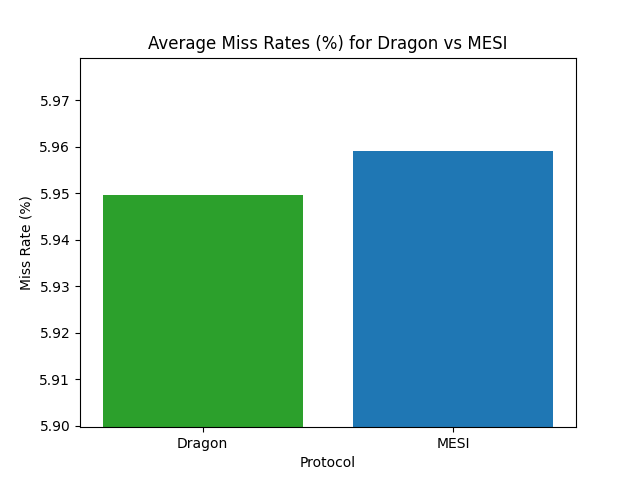 Average Miss Rates (%) for Dragon vs MESI
5.97
5.96
5.95
5.94
5.93
5.92
5.91
5.90
Miss Rate (%)
Dragon
MESI
Protocol